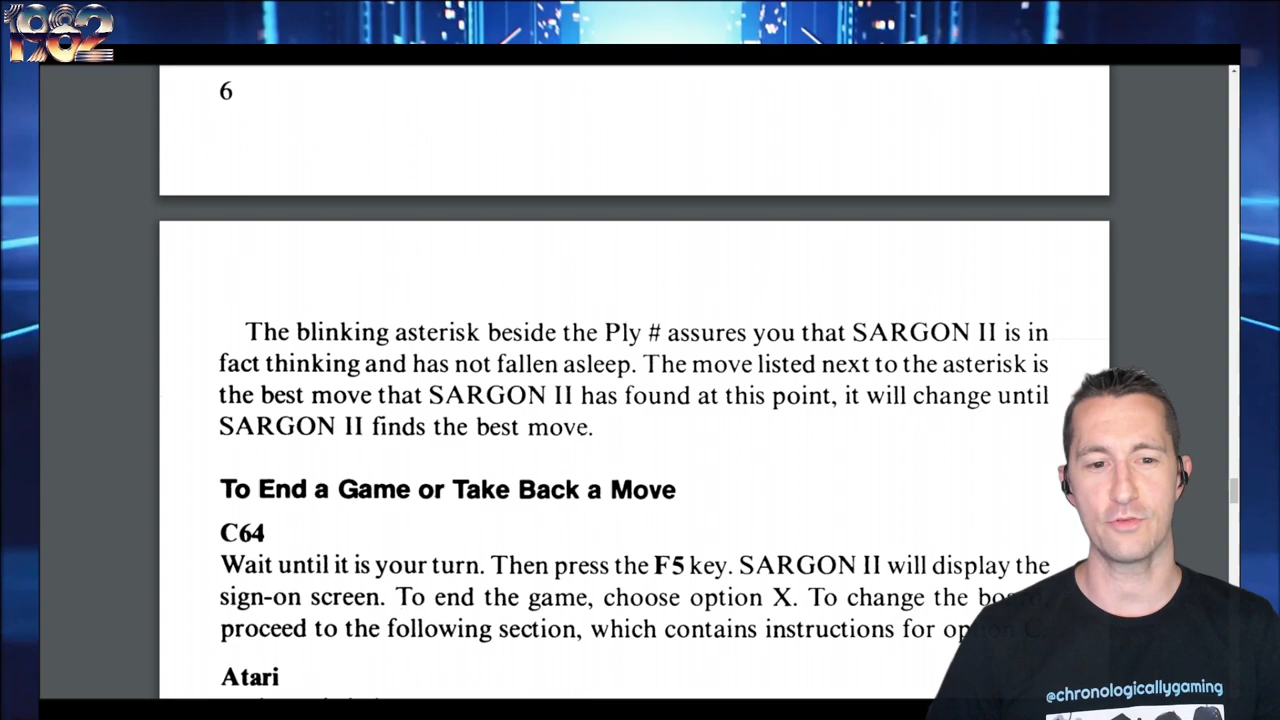 1982
6
The blinking asterisk beside the Ply # assures you that SARGON II is in
fact thinking and has not fallen asleep. The move listed next to the asterisk is
the best move that SARGON II has found at this point, it will change until
SARGON II finds the best move.
To End a Game or Take Back a Move
C64
Wait until it is your turn. Then press the F5 key. SARGON II will display the
sign-on screen. To end the game, choose option X. To change the board,
proceed to the following section, which contains instructions for option C.
Atari
@chronologicallygaming